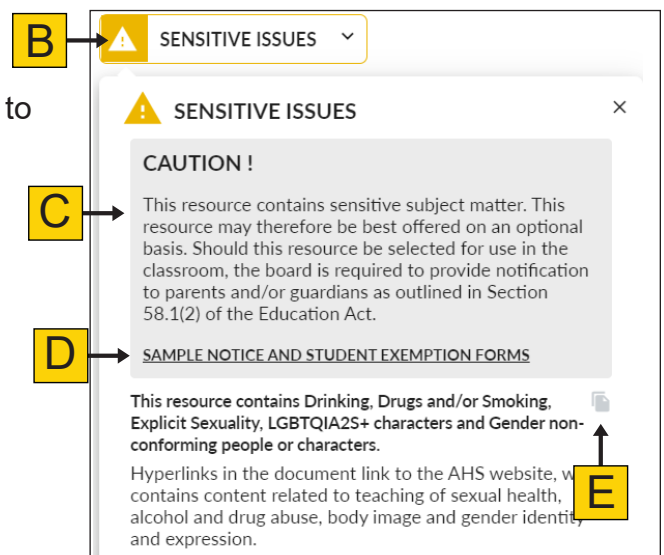 B
SENSITIVE ISSUES
to
SENSITIVE ISSUES
CAUTION !
C
This resource contains sensitive subject matter. This
resource may therefore be best offered on an optional
basis. Should this resource be selected for use in the
classroom, the board is required to provide notification
to parents and/or guardians as outlined in Section
58.1(2) of the Education Act.
D
SAMPLE NOTICE AND STUDENT EXEMPTION FORMS
This resource contains Drinking, Drugs and/or Smoking,
Explicit Sexuality, LGBTQIA2S+ characters and Gender non-
conforming people or characters.
E
Hyperlinks in the document link to the AHS website,
contains content related to teaching of sexual health,
alcohol and drug abuse, body image and gender identity
and expression.